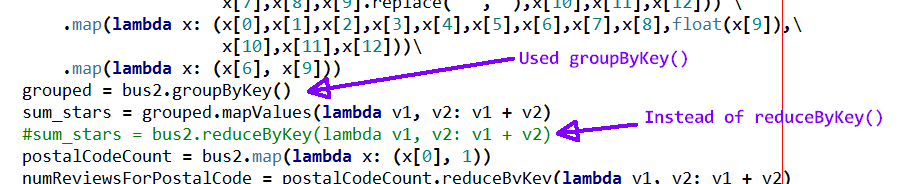 x[7],x[8],x[9].replace(" ", ""),x[10],x[11],x[12])) \
.map(lambda x: (x[0],x[1],x[2],x[3],x[4],x[5],x[6],x[7],x[8],float(x[9]),\
x[10],x[11],x[12]))\
.map(lambda x: (x[6], x[9]))
Used groupByKey()
grouped = bus2.groupByKey()
sum_stars = grouped.mapValues(lambda v1, v2: v1 + v2)
#sum_stars = bus2.reduceByKey(lambda v1, v2: v1 + v2)
Instead of reduceByKey()
postalCodeCount = bus2.map(lambda x: (x[0], 1))
numReviewsForPostalCode = postalCodeCount.reduceByKey(lambda v1, v2: v1 + v2)